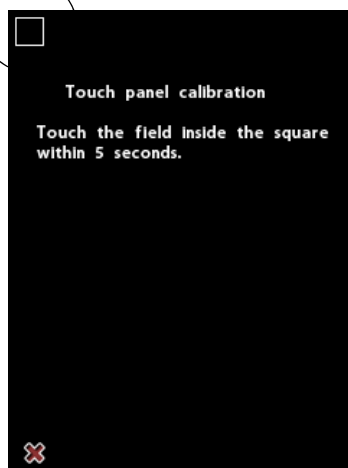 Touch panel calibration
Touch the field inside the square
within 5 seconds.